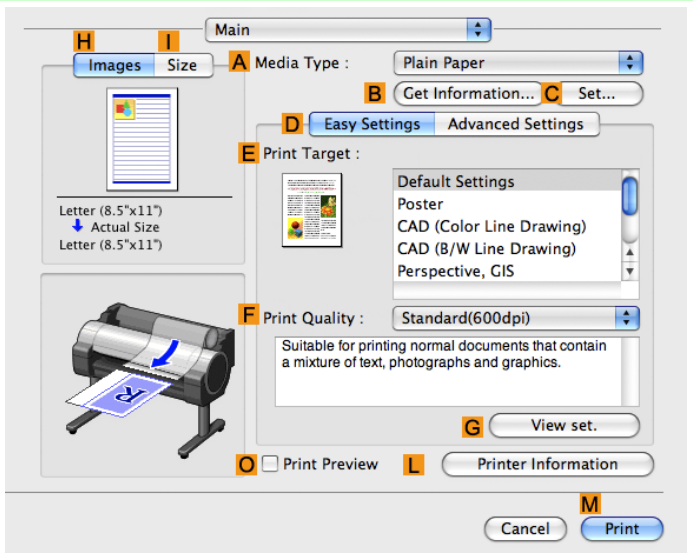 Main
H
I
Images Size
A Media Type : Plain Paper
B Get Information... C Set...
D Easy Settings Advanced Settings
E Print Target :
Default Settings
Poster
CAD (Color Line Drawing)
CAD (B/W Line Drawing)
Perspective, GIS
Letter (8.5"x11")
Actual Size
Letter (8.5"x11")
F Print Quality : Standard(600dpi)
Suitable for printing normal documents that contain
a mixture of text, photographs and graphics.
R
G View set.
O Print Preview L Printer Information
M
Cancel Print